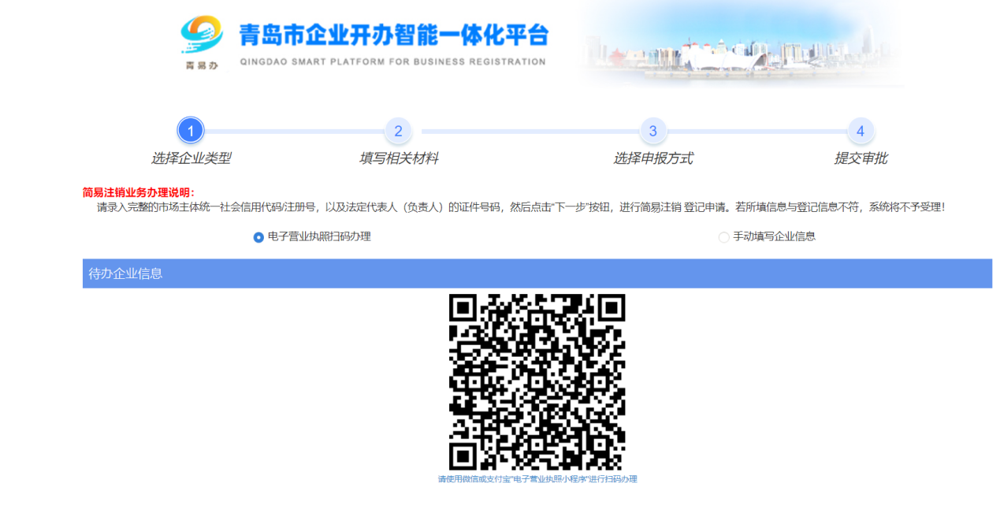 青岛市企业开办智能一体化平台
QINGDAO SMART PLATFORM FOR BUSINESS REGISTRATION
青易办
1 2 3 4
选择企业类型 填写相关材料 选择申报方式 提交审批
简易注销业务办理说明:
请录入完整的市场主体统一社会信用代码/注册号，以及法定代表人（负责人）的证件号码，然后点击“下一步”按钮，进行简易注销 登记申请。若所填信息与登记信息不符，系统将不予受理！
电子营业执照扫码办理 手动填写企业信息
待办企业信息
请使用微信或支付宝"电子营业执照小程序"进行扫码办理